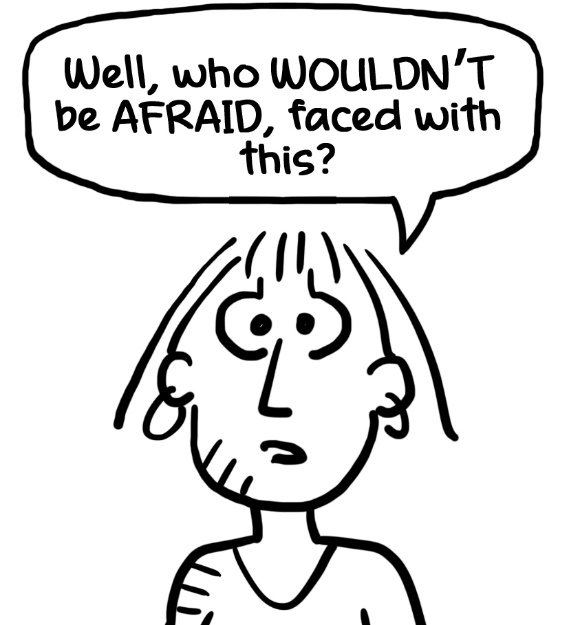 Well, who WOULDN'T
be AFRAID, faced with
this?